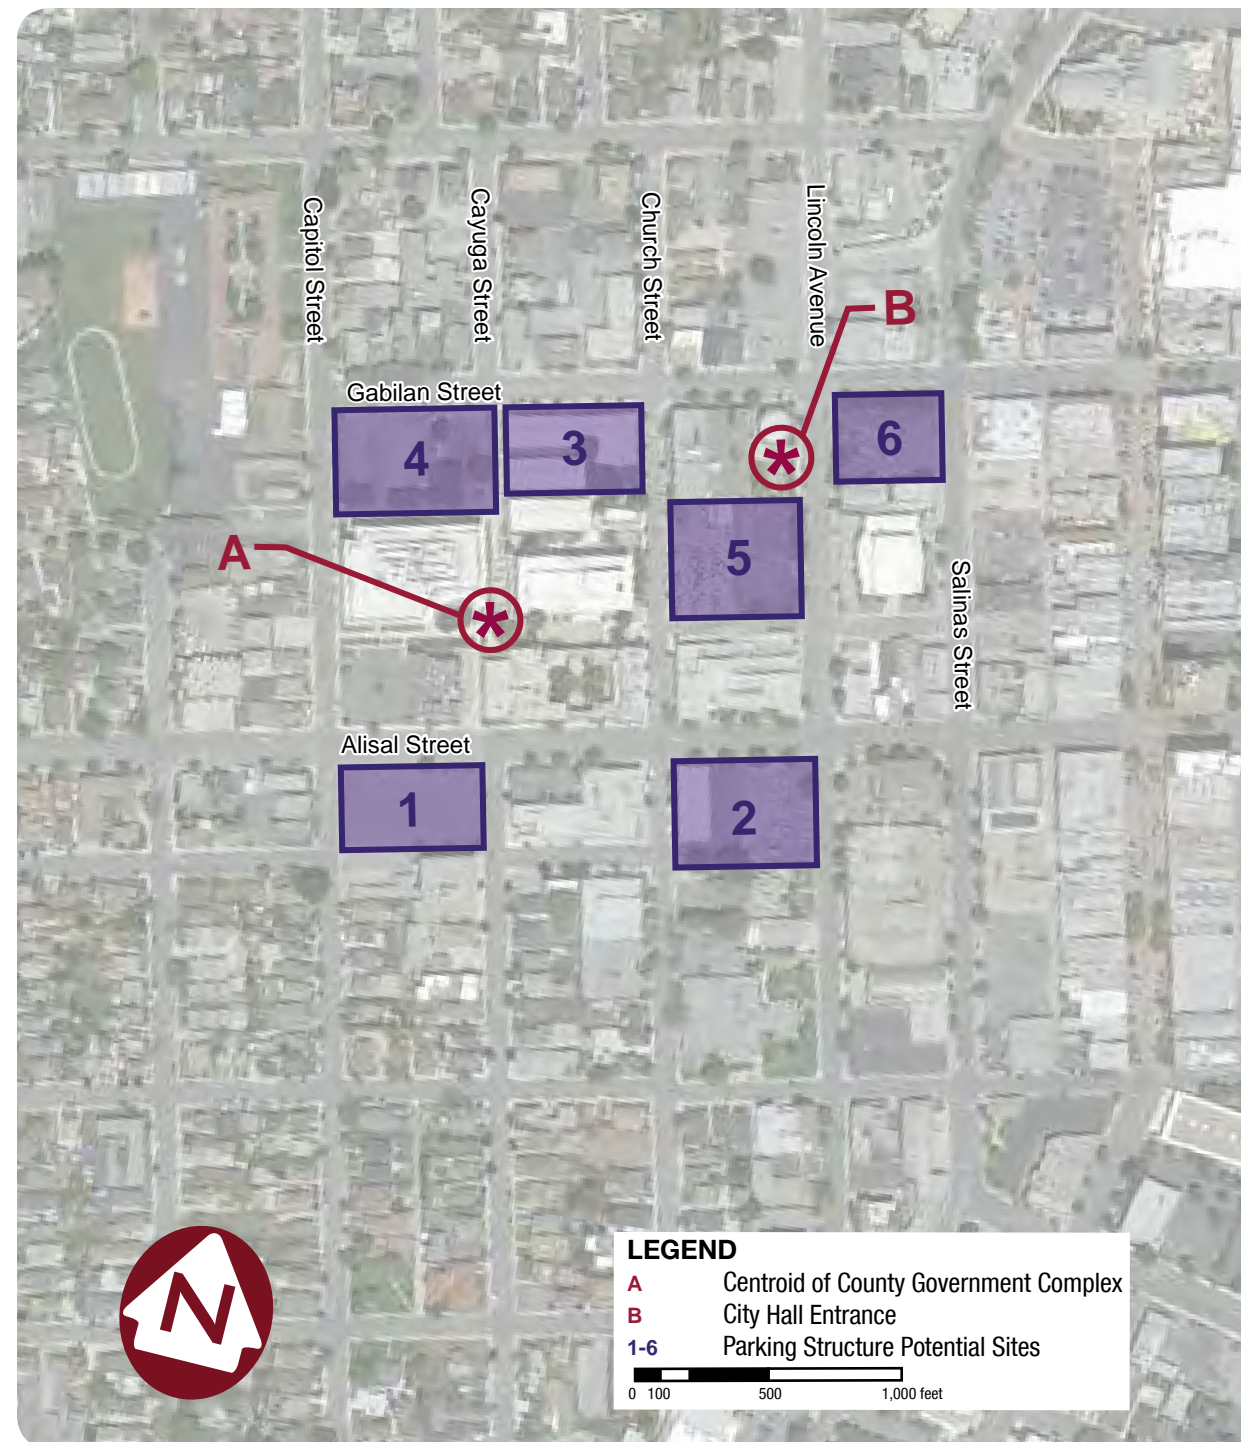 Capitol Street
Cayuga Street
Church Street
Lincoln Avenue
B
Gabilan Street
4
3
6
A
5
Salinas Street
Alisal Street
1
2
N
LEGEND
A Centroid of County Government Complex
B City Hall Entrance
1-6 Parking Structure Potential Sites
0 100 500 1,000 feet